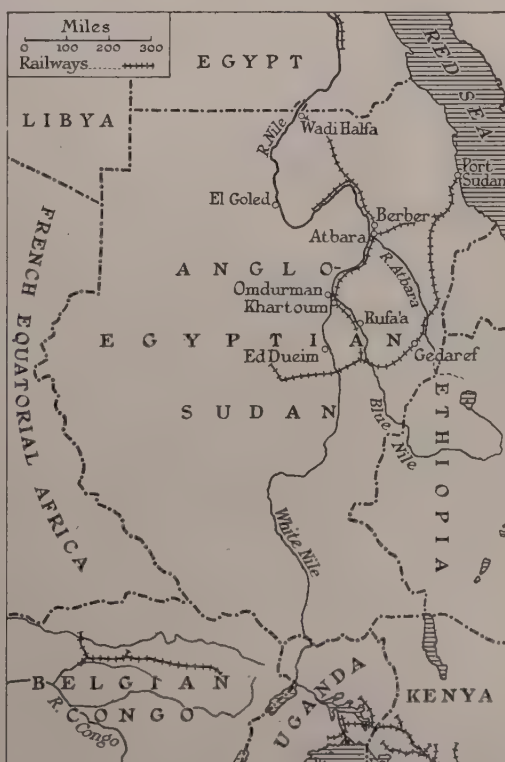 Miles
0 100 200 300
Railways
EGYPT
LIBYA
RED SEA
R. Nile
Wadi Halfa
Port
Sudan
El Goled
Berber
Atbara
R. Atbara
FRENCH EQUATORIAL AFRICA
ANGLO-
Omdurman
Khartoum
Rufa'a
EGYPTIAN
Ed Dueim
Gedaref
SUDAN
Blue Nile
ETHIOPIA
White Nile
BELGIAN
CONGO
R. Congo
UGANDA
KENYA